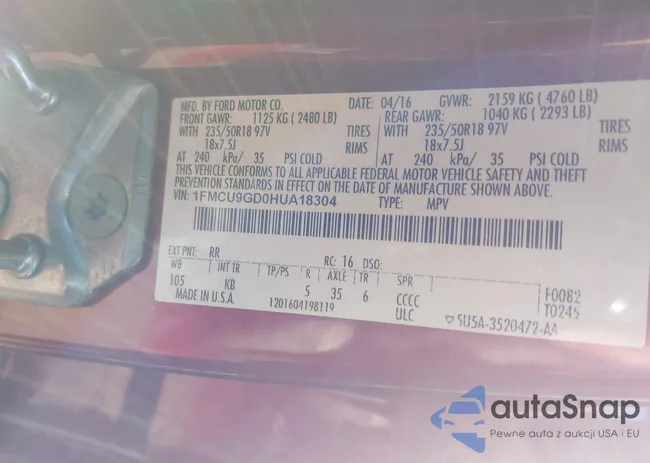 MFD. BY FORD MOTOR CO. DATE: 04/16 GVWR: 2159 KG ( 4760 LB)
FRONT GAWR: 1125 KG ( 2480 LB) REAR GAWR: 1040 KG ( 2293 LB)
WITH 235/50R18 97V TIRES WITH 235/50R18 97V TIRES
18x7.5J RIMS 18x7.5J RIMS
AT 240 kPa/ 35 PSI COLD AT 240 kPa/ 35 PSI COLD
THIS VEHICLE CONFORMS TO ALL APPLICABLE FEDERAL MOTOR VEHICLE SAFETY AND THEFT
PREVENTION STANDARDS IN EFFECT ON THE DATE OF MANUFACTURE SHOWN ABOVE.
VIN: 1FMCU9GD0HUA18304 TYPE: MPV
EXT PNT: RR RC: 16 DSO:
WB INT TR TP/PS R AXLE TR SPR F0082
105 KB 5 35 6 CCCC T0245
MADE IN U.S.A. 1201604198119 ULC ▽ 5U5A-3520472-AA
autaSnap
Pewne auta z aukcji USA i EU